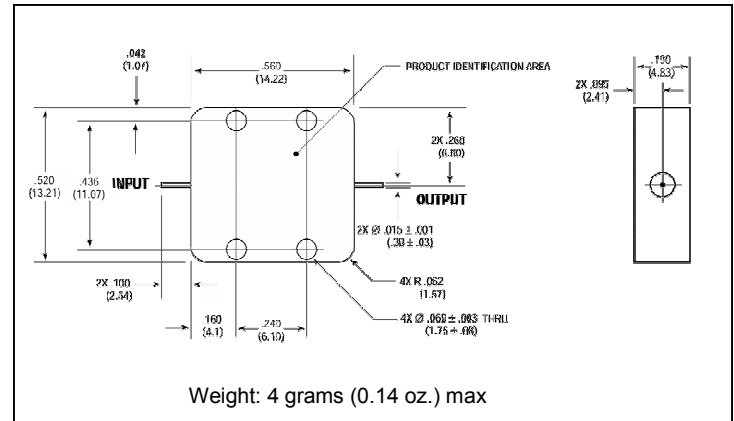 .042
(1.07)
.560
(14.22)
PRODUCT IDENTIFICATION AREA
.190
(4.83)
2X .095
(2.41)
2X .260
(6.60)
.520
(13.21)
.436
(11.07)
INPUT
OUTPUT
2X Ø .015 ± .001
(.38 ± .03)
2X .100
(2.54)
4X R .062
(1.57)
.160
(4.1)
.240
(6.10)
4X Ø .069 ± .003 THRU
(1.75 ± .08)
Weight: 4 grams (0.14 oz.) max